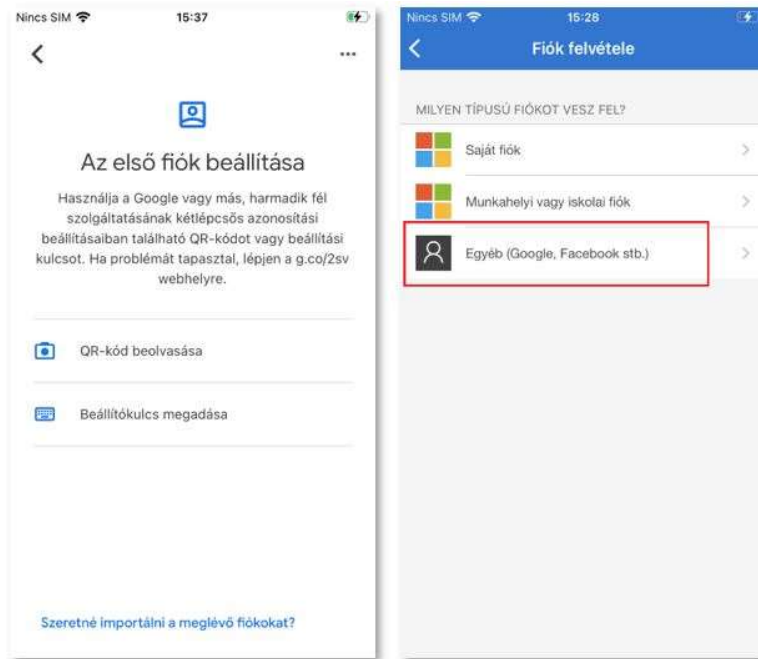 Nincs SIM 15:37
Az első fiók beállítása
Használja a Google vagy más, harmadik fél
szolgáltatásának kétlépcsős azonosítási
beállításaiban található QR-kódot vagy beállítási
kulcsot. Ha problémát tapasztal, lépjen a g.co/2sv
webhelyre.
QR-kód beolvasása
Beállítókulcs megadása
Szeretné importálni a meglévő fiókokat?
Nincs SIM 15:28
Fiók felvétele
MILYEN TÍPUSÚ FIÓKOT VESZ FEL?
Saját fiók
Munkahelyi vagy iskolai fiók
Egyéb (Google, Facebook stb.)